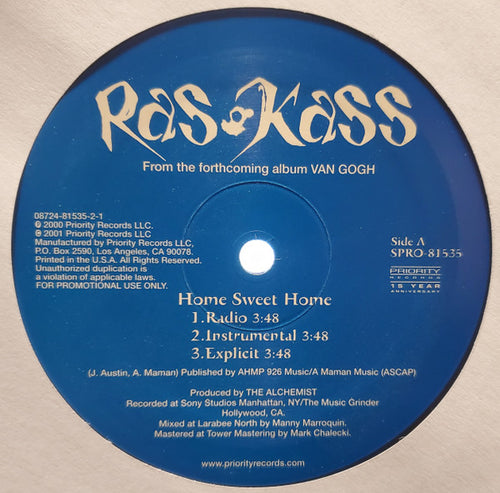 Ras Kass
From the forthcoming album VAN GOGH
08724-81535-2-1
℗ 2000 Priority Records LLC.
© 2001 Priority Records LLC
Manufactured by Priority Records LLC,
P.O. Box 2590, Los Angeles, CA 90078.
Printed in the U.S.A. All Rights Reserved.
Unauthorized duplication is
a violation of applicable laws.
FOR PROMOTIONAL USE ONLY.
Side A
SPRO-81535
PRIORITY
RECORDS
15 YEAR
ANNIVERSARY
Home Sweet Home
1.Radio 3:48
2.Instrumental 3:48
3.Explicit 3:48
(J. Austin, A. Maman) Published by AHMP 926 Music/A Maman Music (ASCAP)
Produced by THE ALCHEMIST
Recorded at Sony Studios Manhattan, NY/The Music Grinder
Hollywood, CA.
Mixed at Larabee North by Manny Marroquin.
Mastered at Tower Mastering by Mark Chalecki.
www.priorityrecords.com